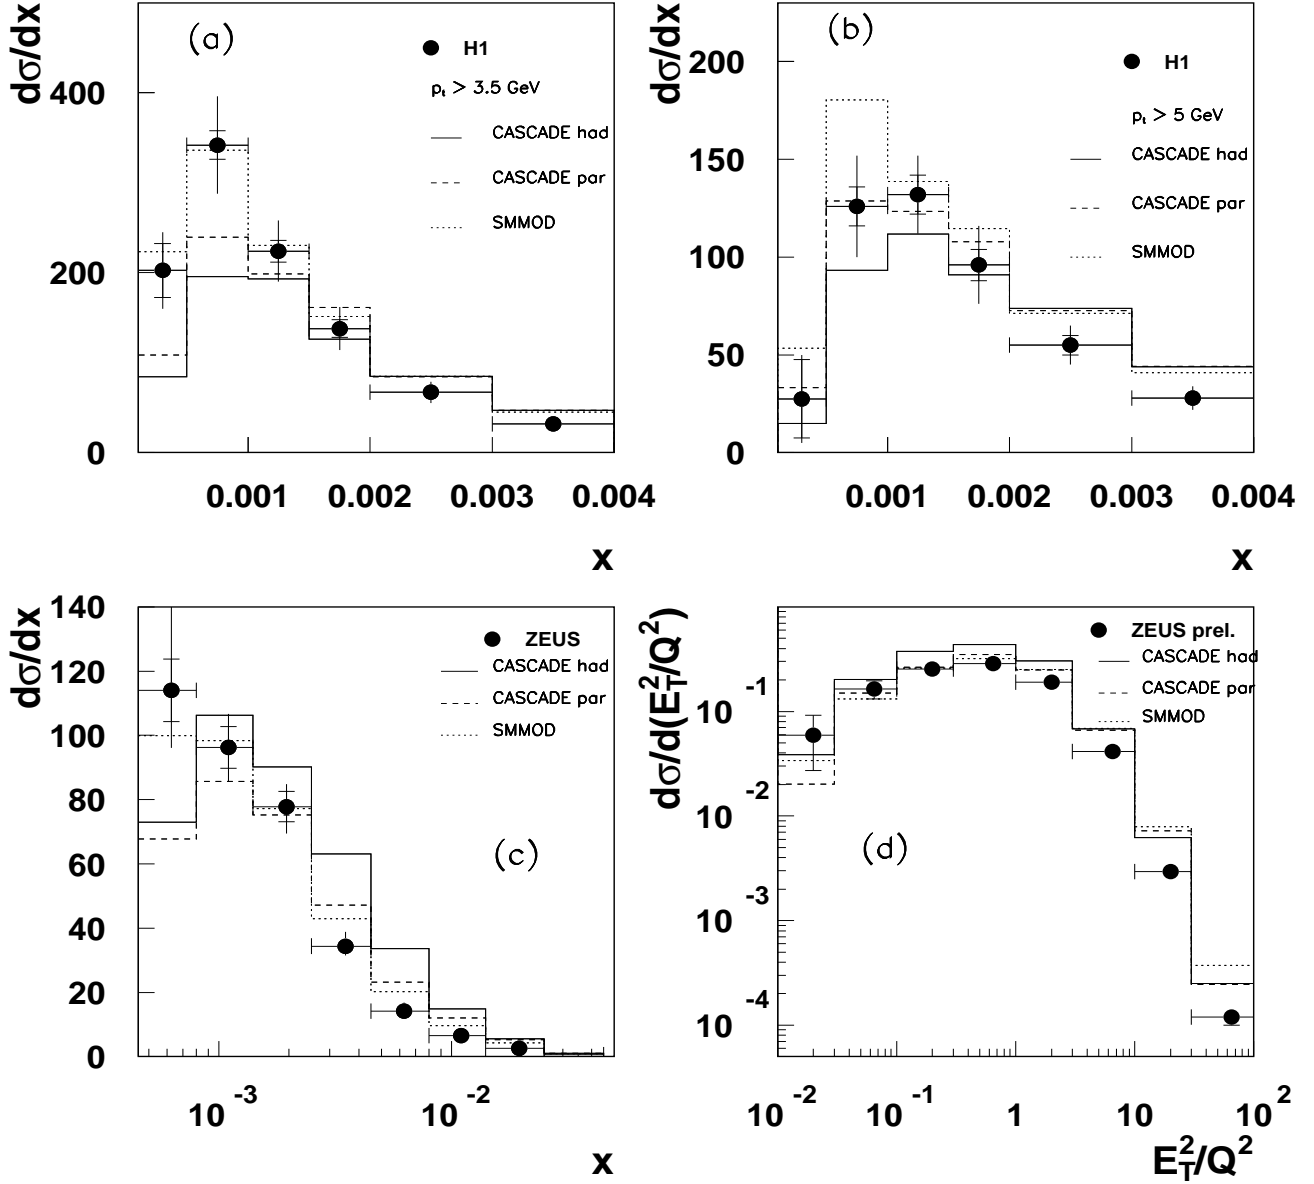 dσ/dx
(a)
H1
p_t > 3.5 GeV
CASCADE had
CASCADE par
SMMOD
400
200
0
0.001 0.002 0.003 0.004
x
dσ/dx
(b)
H1
p_t > 5 GeV
CASCADE had
CASCADE par
SMMOD
200
150
100
50
0
0.001 0.002 0.003 0.004
x
dσ/dx
ZEUS
CASCADE had
CASCADE par
SMMOD
(c)
140
120
100
80
60
40
20
0
10^-3 10^-2
x
dσ/d(E_T^2/Q^2)
ZEUS prel.
CASCADE had
CASCADE par
SMMOD
(d)
10^-1
10^-2
10^-3
10^-4
10^-2 10^-1 1 10 10^2
E_T^2/Q^2